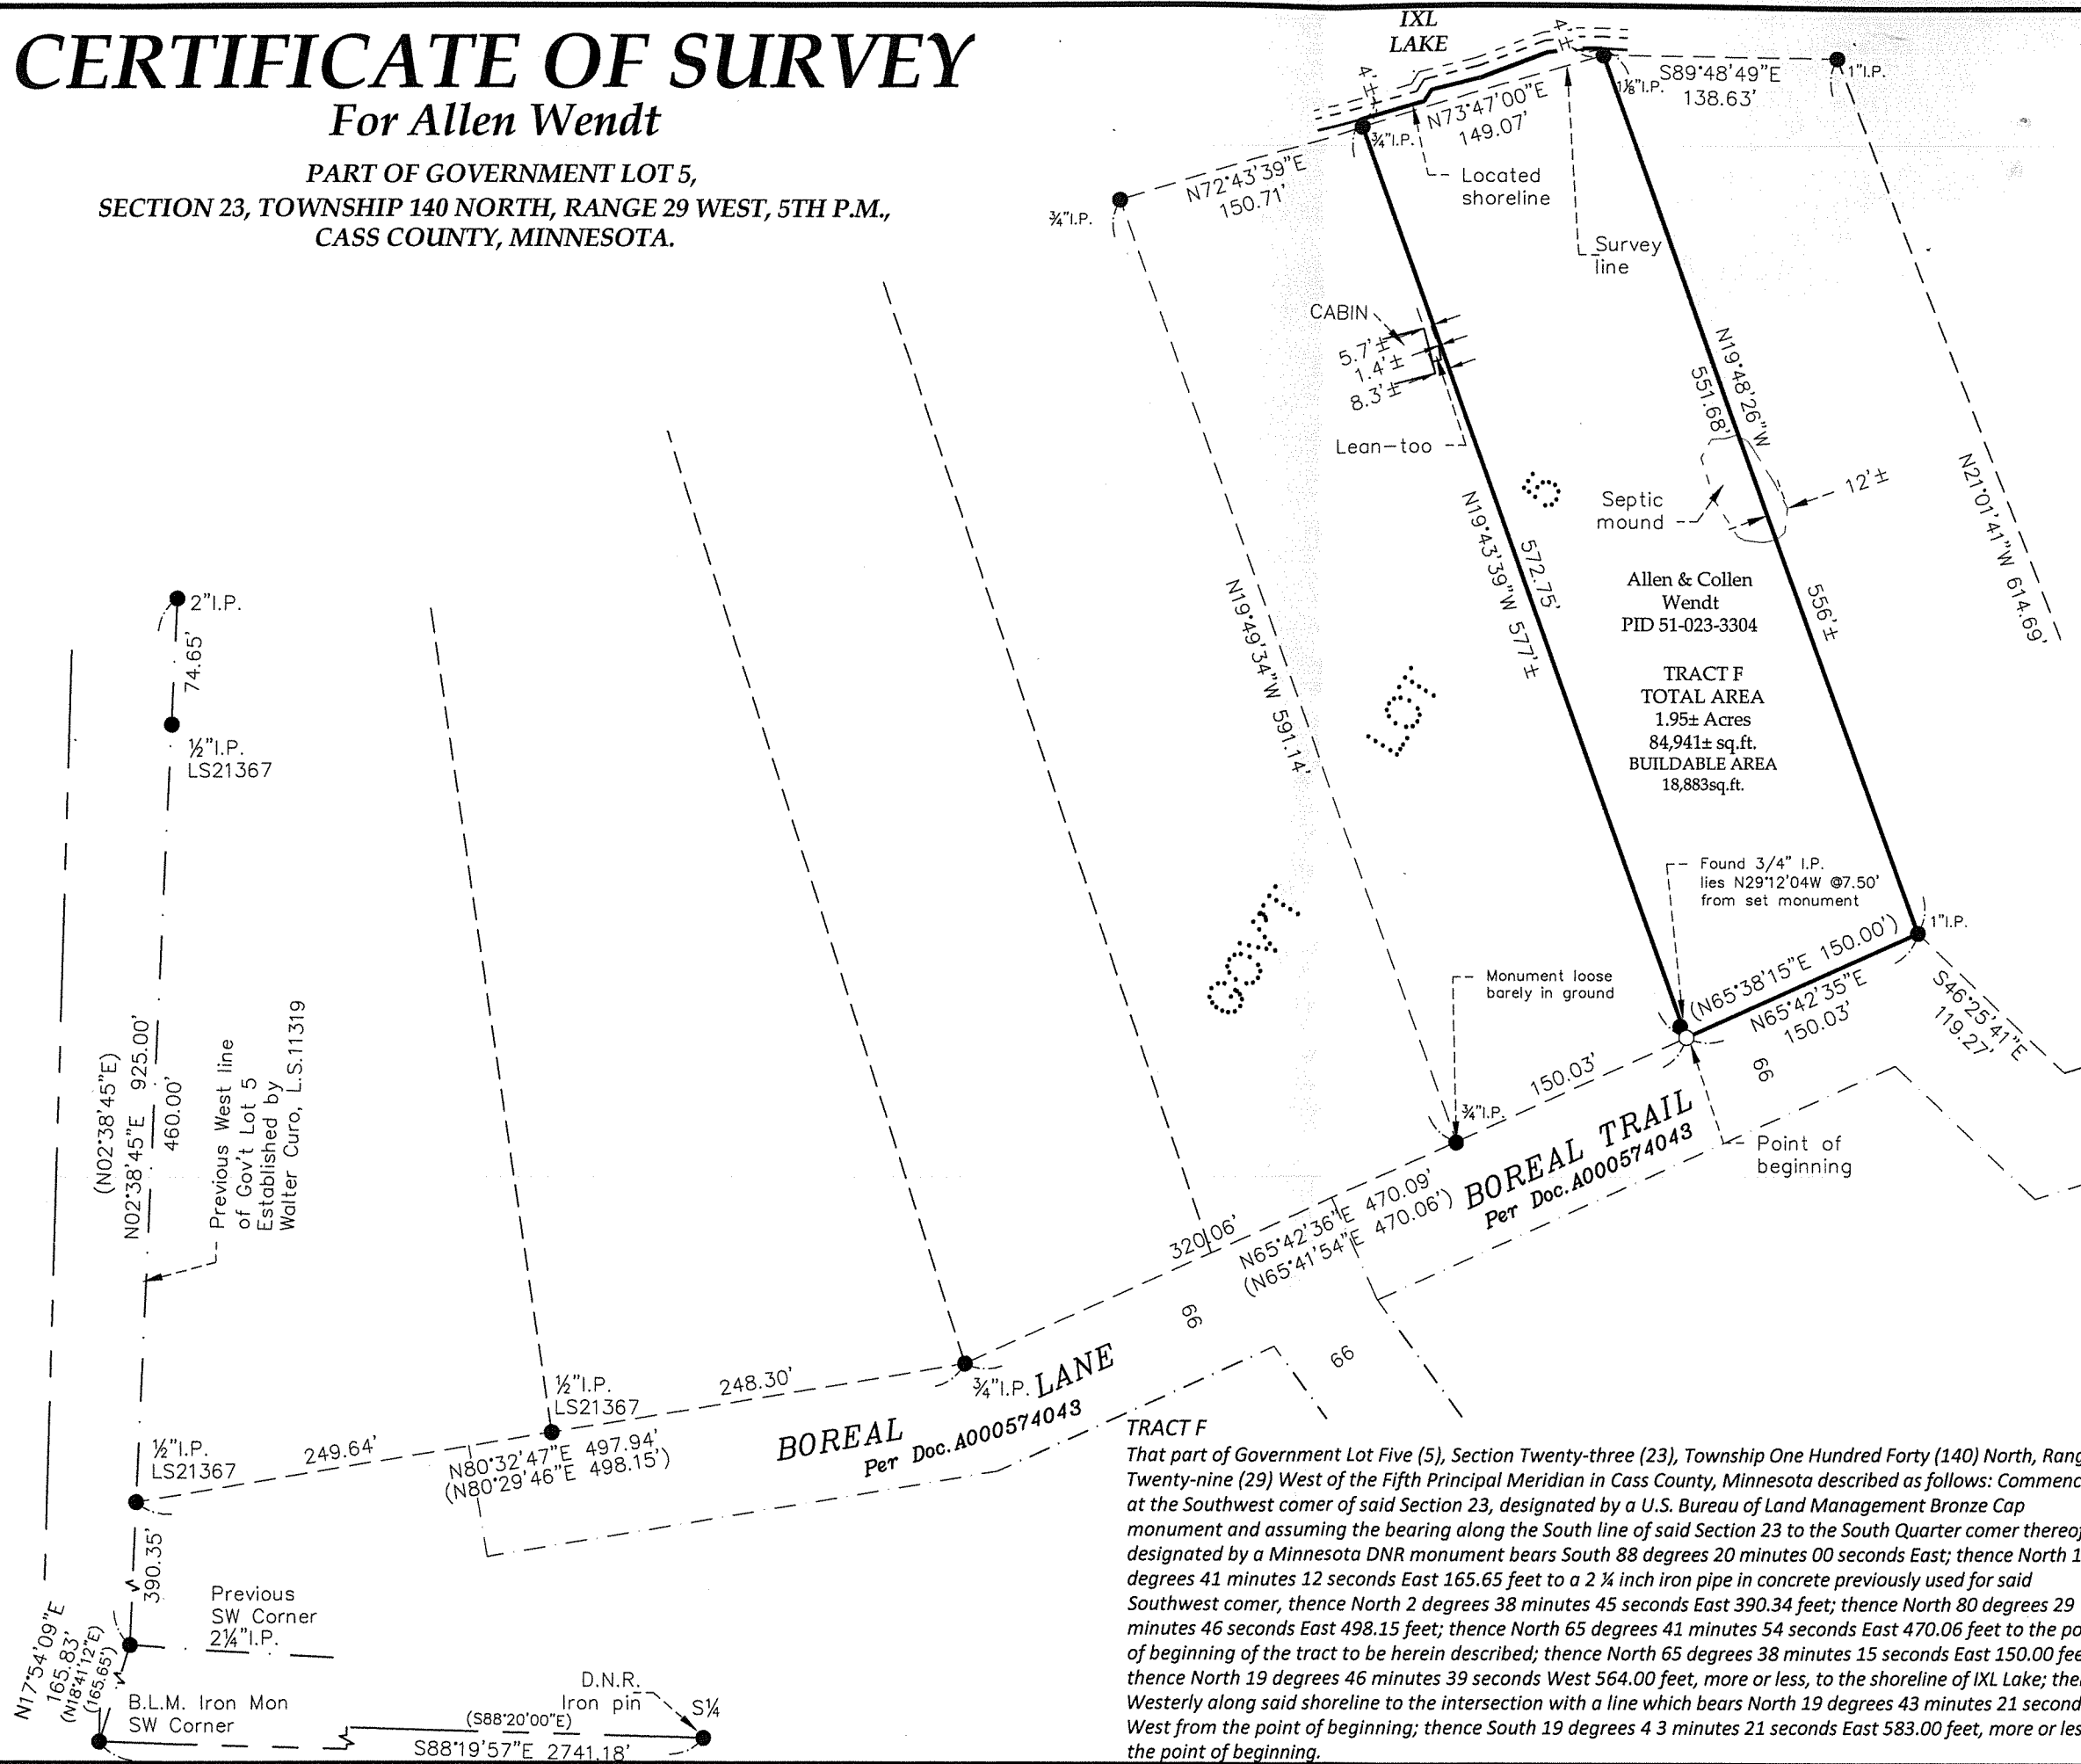 CERTIFICATE OF SURVEY
For Allen Wendt
PART OF GOVERNMENT LOT 5,
SECTION 23, TOWNSHIP 140 NORTH, RANGE 29 WEST, 5TH P.M.,
CASS COUNTY, MINNESOTA.
IXL
LAKE
4'±
4'±
S89°48'49"E
138.63'
1"I.P.
1⅛"I.P.
N73°47'00"E
149.07'
¾"I.P.
N72°43'39"E
150.71'
¾"I.P.
Located
shoreline
Survey
line
CABIN
5.7'±
1.4'±
8.3'±
Lean-too
N19°48'26"W
551.68'
556'±
12'±
Septic
mound
N21°01'41"W 614.69'
N19°43'39"W 577'±
572.75'
N19°49'34"W 591.14'
GOVT LOT 5
Allen & Collen
Wendt
PID 51-023-3304
TRACT F
TOTAL AREA
1.95± Acres
84,941± sq.ft.
BUILDABLE AREA
18,883sq.ft.
Found 3/4" I.P.
lies N29°12'04W @7.50'
from set monument
1"I.P.
(N65°38'15"E 150.00')
N65°42'35"E
150.03'
S46°25'41"E
119.27'
Monument loose
barely in ground
¾"I.P.
150.03'
66
Point of
beginning
BOREAL TRAIL
Per Doc. A000574043
320.06'
N65°42'36"E 470.09'
(N65°41'54"E 470.06')
66
66
2"I.P.
74.65'
½"I.P.
LS21367
(N02°38'45"E)
N02°38'45"E 925.00'
460.00'
Previous West line
of Gov't Lot 5
Established by
Walter Curo, L.S.11319
½"I.P.
LS21367
249.64'
½"I.P.
LS21367
248.30'
N80°32'47"E 497.94'
(N80°29'46"E 498.15')
¾"I.P.
BOREAL LANE
Per Doc. A000574043
390.35'
Previous
SW Corner
2¼"I.P.
N17°54'09"E
165.83'
(N18°41'12"E)
(165.65')
B.L.M. Iron Mon
SW Corner
D.N.R.
Iron pin
S¼
(S88°20'00"E)
S88°19'57"E 2741.18'
TRACT F
That part of Government Lot Five (5), Section Twenty-three (23), Township One Hundred Forty (140) North, Rang
Twenty-nine (29) West of the Fifth Principal Meridian in Cass County, Minnesota described as follows: Commenc
at the Southwest comer of said Section 23, designated by a U.S. Bureau of Land Management Bronze Cap
monument and assuming the bearing along the South line of said Section 23 to the South Quarter comer thereof
designated by a Minnesota DNR monument bears South 88 degrees 20 minutes 00 seconds East; thence North 1
degrees 41 minutes 12 seconds East 165.65 feet to a 2 ¼ inch iron pipe in concrete previously used for said
Southwest comer, thence North 2 degrees 38 minutes 45 seconds East 390.34 feet; thence North 80 degrees 29
minutes 46 seconds East 498.15 feet; thence North 65 degrees 41 minutes 54 seconds East 470.06 feet to the po
of beginning of the tract to be herein described; thence North 65 degrees 38 minutes 15 seconds East 150.00 fee
thence North 19 degrees 46 minutes 39 seconds West 564.00 feet, more or less, to the shoreline of IXL Lake; the
Westerly along said shoreline to the intersection with a line which bears North 19 degrees 43 minutes 21 second
West from the point of beginning; thence South 19 degrees 4 3 minutes 21 seconds East 583.00 feet, more or les
the point of beginning.